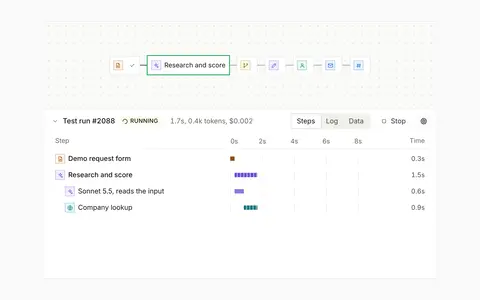 Research and score
Test run #2088 RUNNING 1.7s, 0.4k tokens, $0.002 Steps Log Data Stop
Step 0s 2s 4s 6s 8s Time
Demo request form 0.3s
Research and score 1.5s
Sonnet 5.5, reads the input 0.6s
Company lookup 0.9s